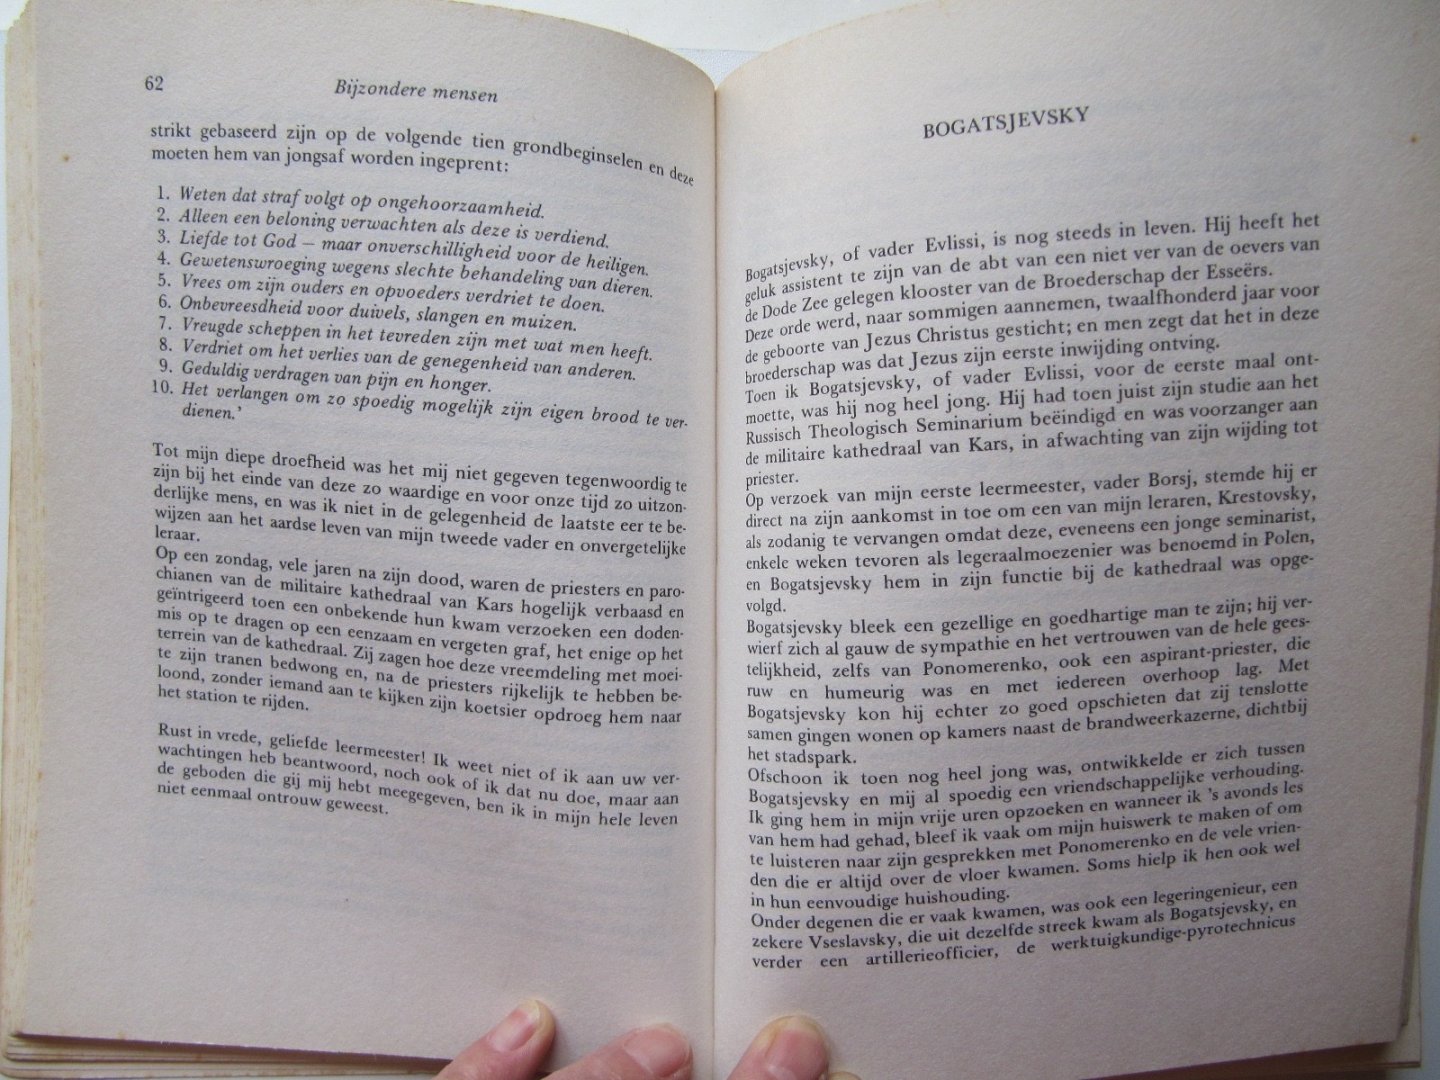 62
Bijzondere mensen
strikt gebaseerd zijn op de volgende tien grondbeginselen en deze
moeten hem van jongsaf worden ingeprent:
1. Weten dat straf volgt op ongehoorzaamheid.
2. Alleen een beloning verwachten als deze is verdiend.
3. Liefde tot God — maar onverschilligheid voor de heiligen.
4. Gewetenswroeging wegens slechte behandeling van dieren.
5. Vrees om zijn ouders en opvoeders verdriet te doen.
6. Onbevreesdheid voor duivels, slangen en muizen.
7. Vreugde scheppen in het tevreden zijn met wat men heeft.
8. Verdriet om het verlies van de genegenheid van anderen.
9. Geduldig verdragen van pijn en honger.
10. Het verlangen om zo spoedig mogelijk zijn eigen brood te ver-
dienen.’
Tot mijn diepe droefheid was het mij niet gegeven tegenwoordig te
zijn bij het einde van deze zo waardige en voor onze tijd zo uitzon-
derlijke mens, en was ik niet in de gelegenheid de laatste eer te be-
wijzen aan het aardse leven van mijn tweede vader en onvergetelijke
leraar.
Op een zondag, vele jaren na zijn dood, waren de priesters en paro-
chianen van de militaire kathedraal van Kars hogelijk verbaasd en
geïntrigeerd toen een onbekende hun kwam verzoeken een doden-
mis op te dragen op een eenzaam en vergeten graf, het enige op het
terrein van de kathedraal. Zij zagen hoe deze vreemdeling met moei-
te zijn tranen bedwong en, na de priesters rijkelijk te hebben be-
loond, zonder iemand aan te kijken zijn koetsier opdroeg hem naar
het station te rijden.
Rust in vrede, geliefde leermeester! Ik weet niet of ik aan uw ver-
wachtingen heb beantwoord, noch ook of ik dat nu doe, maar aan
de geboden die gij mij hebt meegegeven, ben ik in mijn hele leven
niet eenmaal ontrouw geweest.
BOGATSJEVSKY
Bogatsjevsky, of vader Evlissi, is nog steeds in leven. Hij heeft het
geluk assistent te zijn van de abt van een niet ver van de oevers van
de Dode Zee gelegen klooster van de Broederschap der Esseërs.
Deze orde werd, naar sommigen aannemen, twaalfhonderd jaar voor
de geboorte van Jezus Christus gesticht; en men zegt dat het in deze
broederschap was dat Jezus zijn eerste inwijding ontving.
Toen ik Bogatsjevsky, of vader Evlissi, voor de eerste maal ont-
moette, was hij nog heel jong. Hij had toen juist zijn studie aan het
Russisch Theologisch Seminarium beëindigd en was voorzanger aan
de militaire kathedraal van Kars, in afwachting van zijn wijding tot
priester.
Op verzoek van mijn eerste leermeester, vader Borsj, stemde hij er
direct na zijn aankomst in toe om een van mijn leraren, Krestovsky,
als zodanig te vervangen omdat deze, eveneens een jonge seminarist,
enkele weken tevoren als legeraalmoezenier was benoemd in Polen,
en Bogatsjevsky hem in zijn functie bij de kathedraal was opge-
volgd.
Bogatsjevsky bleek een gezellige en goedhartige man te zijn; hij ver-
wierf zich al gauw de sympathie en het vertrouwen van de hele gees-
telijkheid, zelfs van Ponomerenko, ook een aspirant-priester, die
ruw en humeurig was en met iedereen overhoop lag. Met
Bogatsjevsky kon hij echter zo goed opschieten dat zij tenslotte
samen gingen wonen op kamers naast de brandweerkazerne, dichtbij
het stadspark.
Ofschoon ik toen nog heel jong was, ontwikkelde er zich tussen
Bogatsjevsky en mij al spoedig een vriendschappelijke verhouding.
Ik ging hem in mijn vrije uren opzoeken en wanneer ik 's avonds les
van hem had gehad, bleef ik vaak om mijn huiswerk te maken of om
te luisteren naar zijn gesprekken met Ponomerenko en de vele vrien-
den die er altijd over de vloer kwamen. Soms hielp ik hen ook wel
in hun eenvoudige huishouding.
Onder degenen die er vaak kwamen, was ook een legeringenieur, een
zekere Vseslavsky, die uit dezelfde streek kwam als Bogatsjevsky, en
verder een artillerieofficier, de werktuigkundige-pyrotechnicus